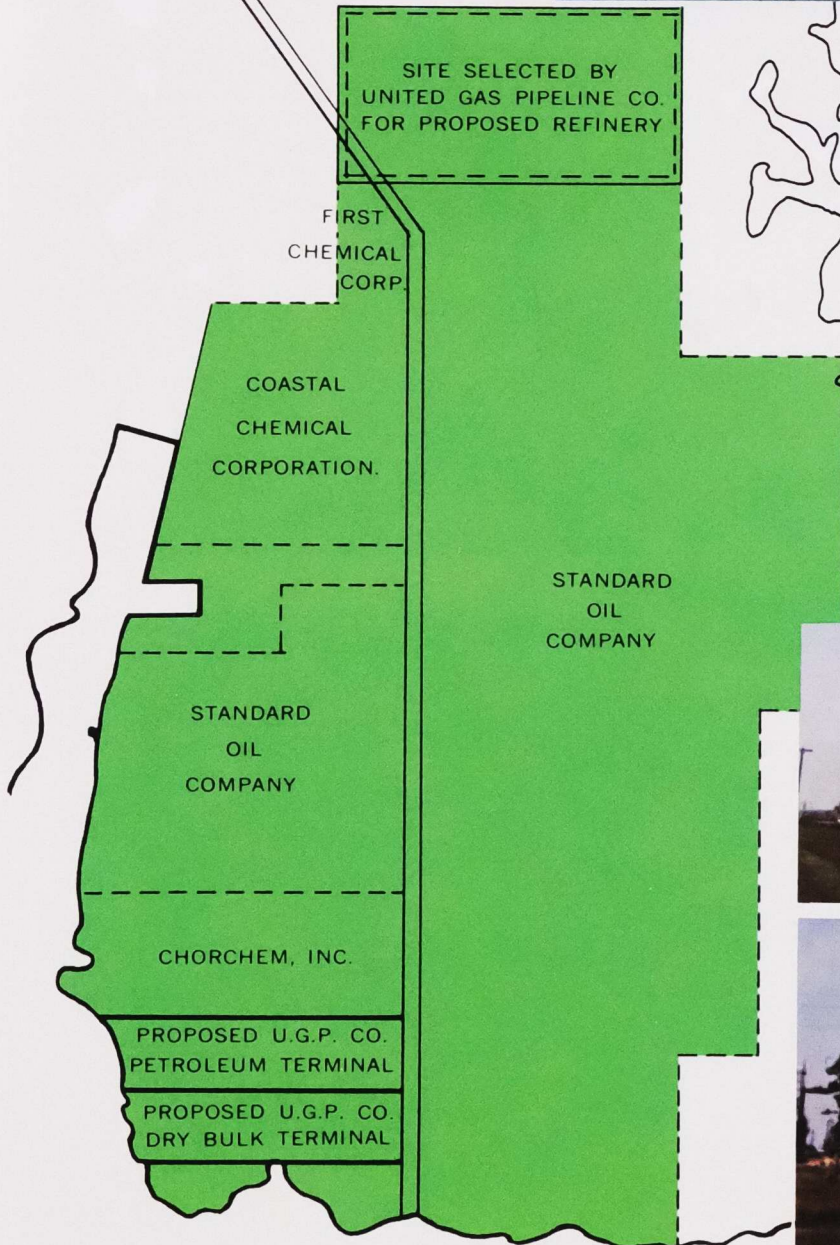 SITE SELECTED BY
UNITED GAS PIPELINE CO.
FOR PROPOSED REFINERY
FIRST
CHEMICAL
CORP.
COASTAL
CHEMICAL
CORPORATION.
STANDARD
OIL
COMPANY
STANDARD
OIL
COMPANY
CHORCHEM, INC.
PROPOSED U.G.P. CO.
PETROLEUM TERMINAL
PROPOSED U.G.P. CO.
DRY BULK TERMINAL